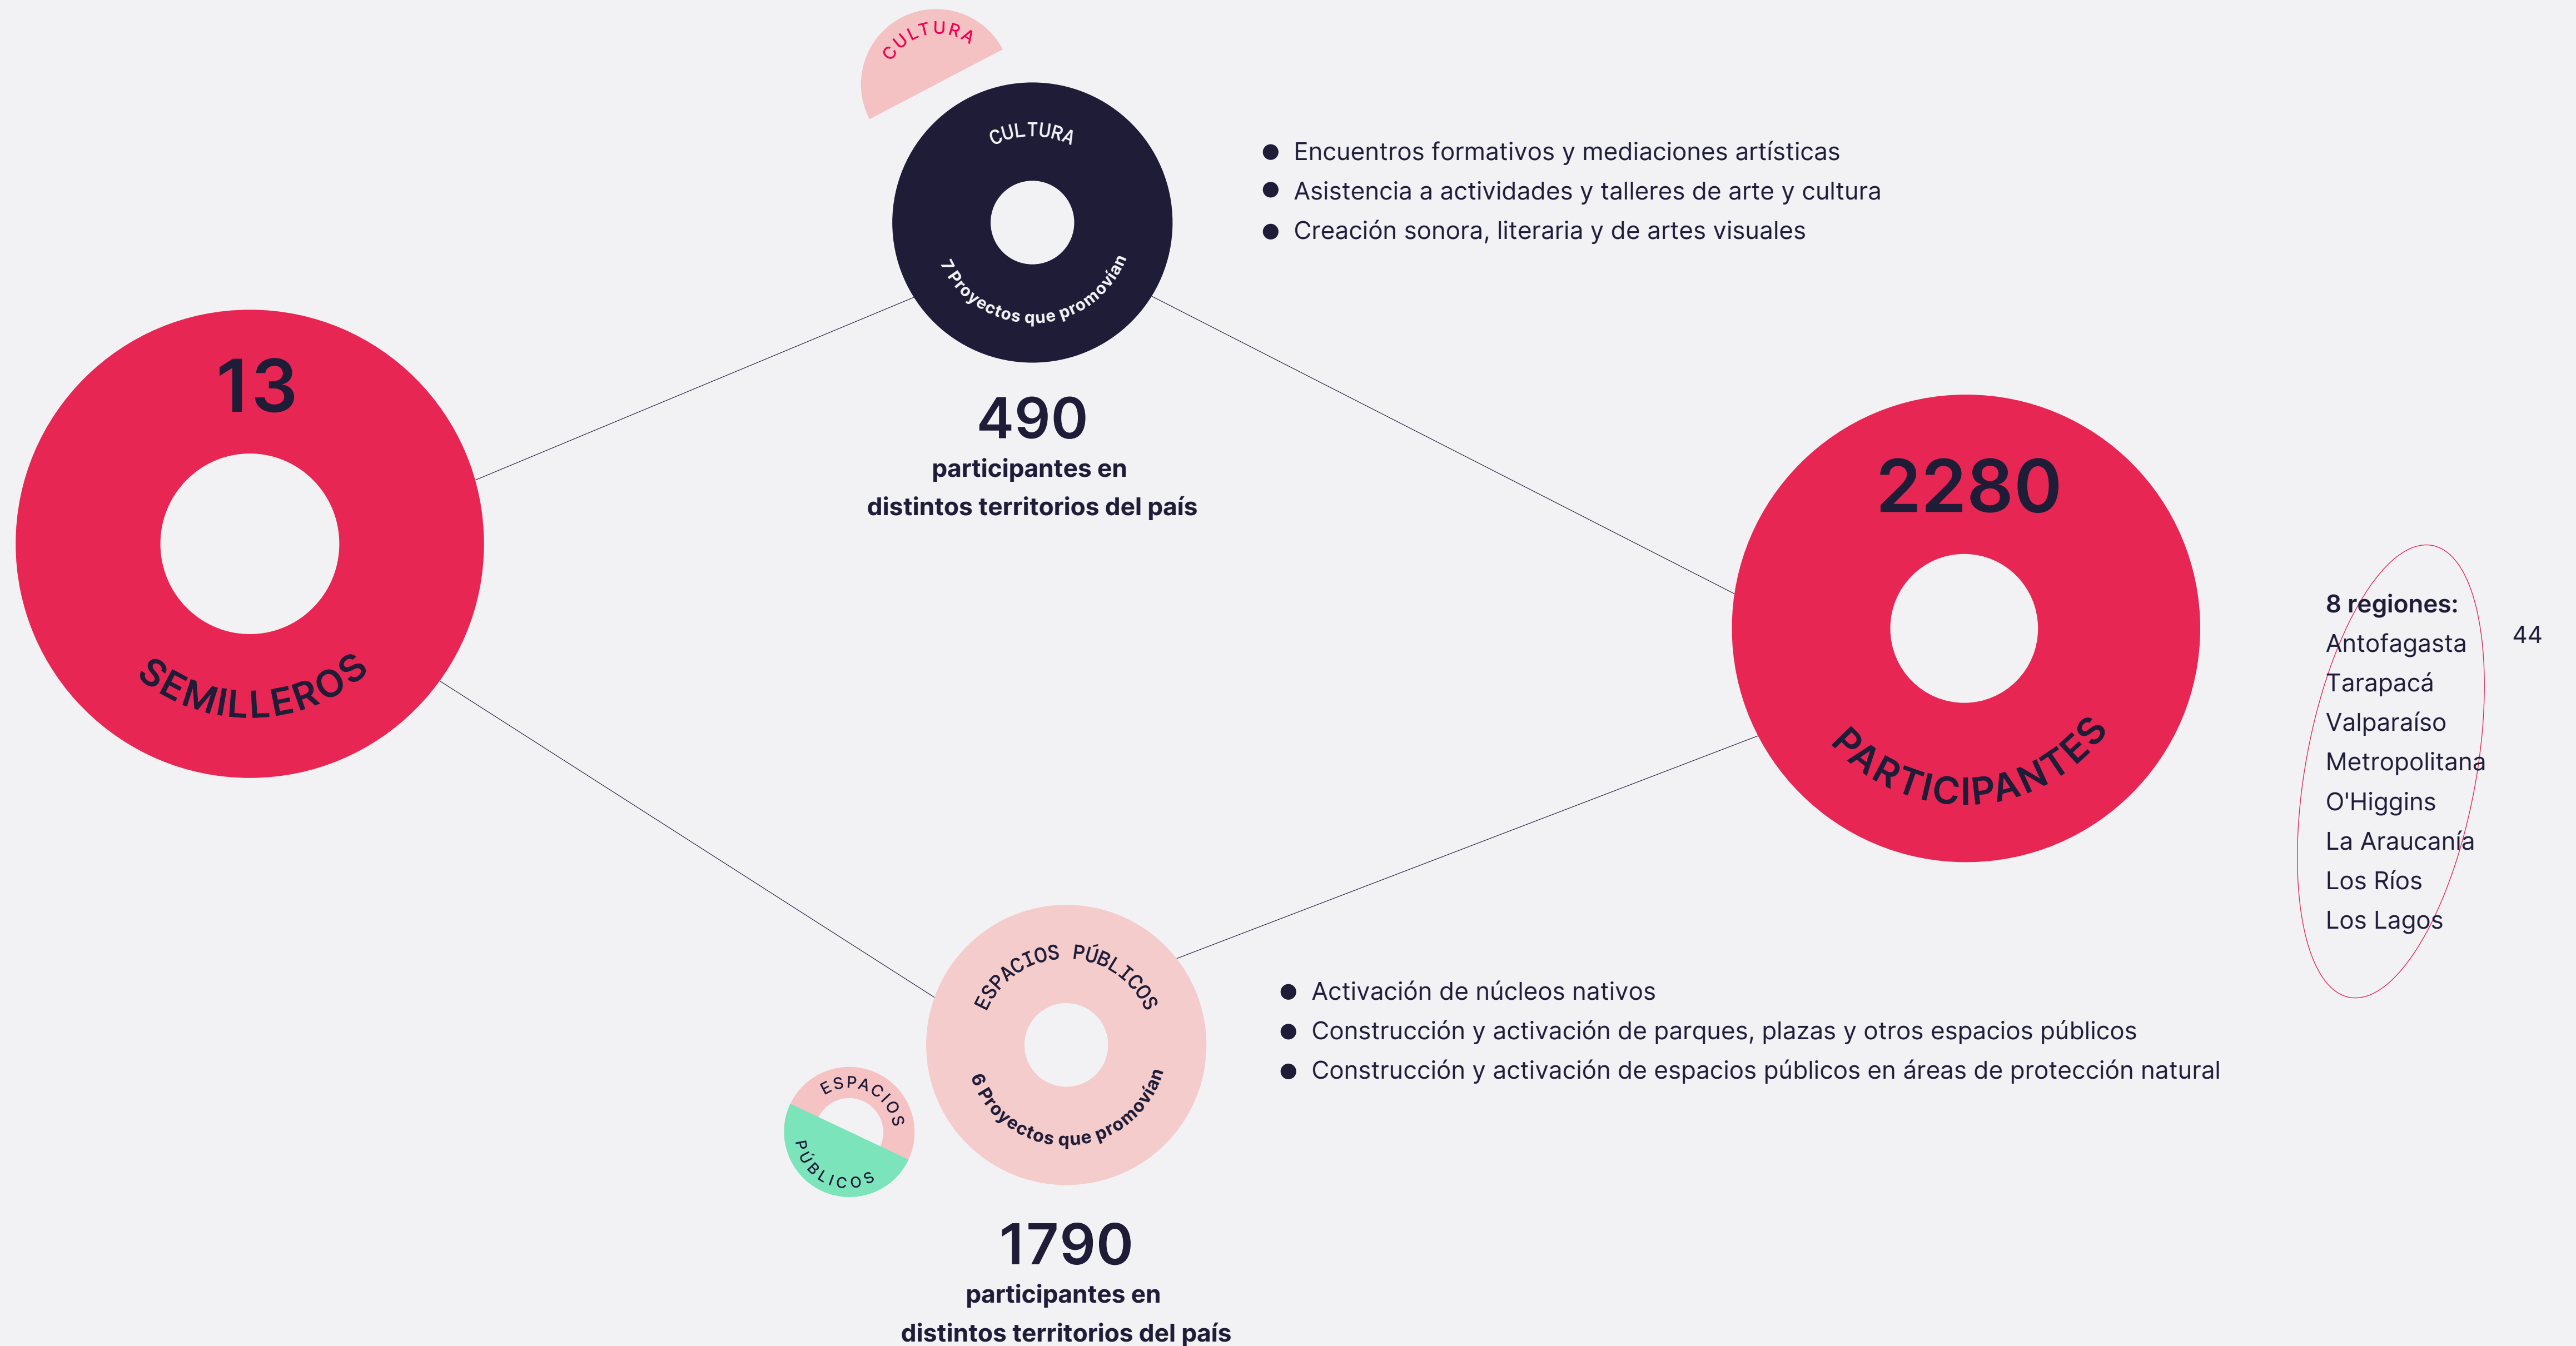 CULTURA
CULTURA
7 Proyectos que promovían
Encuentros formativos y mediaciones artísticas
Asistencia a actividades y talleres de arte y cultura
Creación sonora, literaria y de artes visuales
490
participantes en
distintos territorios del país
13
SEMILLEROS
2280
PARTICIPANTES
8 regiones:
Antofagasta
Tarapacá
Valparaíso
Metropolitana
O'Higgins
La Araucanía
Los Ríos
Los Lagos
44
ESPACIOS PÚBLICOS
6 Proyectos que promovían
Activación de núcleos nativos
Construcción y activación de parques, plazas y otros espacios públicos
Construcción y activación de espacios públicos en áreas de protección natural
ESPACIOS
PÚBLICOS
1790
participantes en
distintos territorios del país